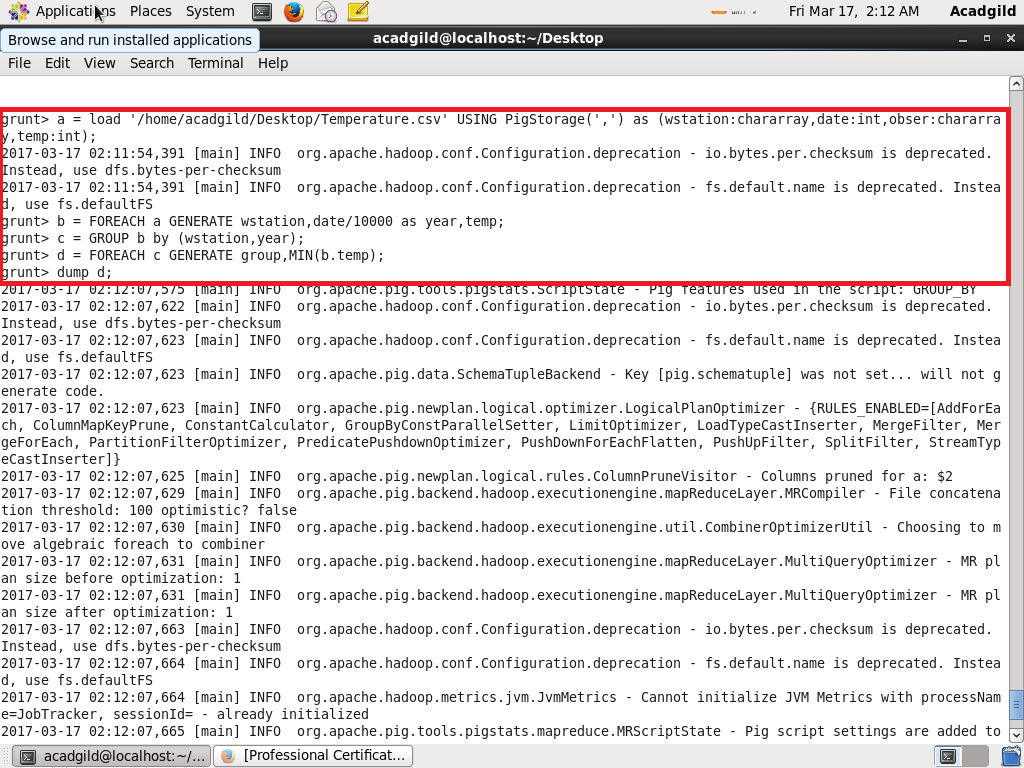 Applications Places System Fri Mar 17, 2:12 AM Acadgild
Browse and run installed applications
acadgild@localhost:~/Desktop
File Edit View Search Terminal Help
grunt> a = load '/home/acadgild/Desktop/Temperature.csv' USING PigStorage(',') as (wstation:chararray,date:int,obser:chararra
y,temp:int);
2017-03-17 02:11:54,391 [main] INFO  org.apache.hadoop.conf.Configuration.deprecation - io.bytes.per.checksum is deprecated.
Instead, use dfs.bytes-per-checksum
2017-03-17 02:11:54,391 [main] INFO  org.apache.hadoop.conf.Configuration.deprecation - fs.default.name is deprecated. Instea
d, use fs.defaultFS
grunt> b = FOREACH a GENERATE wstation,date/10000 as year,temp;
grunt> c = GROUP b by (wstation,year);
grunt> d = FOREACH c GENERATE group,MIN(b.temp);
grunt> dump d;
2017-03-17 02:12:07,575 [main] INFO  org.apache.pig.tools.pigstats.ScriptState - Pig features used in the script: GROUP_BY
2017-03-17 02:12:07,622 [main] INFO  org.apache.hadoop.conf.Configuration.deprecation - io.bytes.per.checksum is deprecated.
Instead, use dfs.bytes-per-checksum
2017-03-17 02:12:07,623 [main] INFO  org.apache.hadoop.conf.Configuration.deprecation - fs.default.name is deprecated. Instea
d, use fs.defaultFS
2017-03-17 02:12:07,623 [main] INFO  org.apache.pig.data.SchemaTupleBackend - Key [pig.schematuple] was not set... will not g
enerate code.
2017-03-17 02:12:07,623 [main] INFO  org.apache.pig.newplan.logical.optimizer.LogicalPlanOptimizer - {RULES_ENABLED=[AddForEa
ch, ColumnMapKeyPrune, ConstantCalculator, GroupByConstParallelSetter, LimitOptimizer, LoadTypeCastInserter, MergeFilter, Mer
geForEach, PartitionFilterOptimizer, PredicatePushdownOptimizer, PushDownForEachFlatten, PushUpFilter, SplitFilter, StreamTyp
eCastInserter]}
2017-03-17 02:12:07,625 [main] INFO  org.apache.pig.newplan.logical.rules.ColumnPruneVisitor - Columns pruned for a: $2
2017-03-17 02:12:07,629 [main] INFO  org.apache.pig.backend.hadoop.executionengine.mapReduceLayer.MRCompiler - File concatena
tion threshold: 100 optimistic? false
2017-03-17 02:12:07,630 [main] INFO  org.apache.pig.backend.hadoop.executionengine.util.CombinerOptimizerUtil - Choosing to m
ove algebraic foreach to combiner
2017-03-17 02:12:07,631 [main] INFO  org.apache.pig.backend.hadoop.executionengine.mapReduceLayer.MultiQueryOptimizer - MR pl
an size before optimization: 1
2017-03-17 02:12:07,631 [main] INFO  org.apache.pig.backend.hadoop.executionengine.mapReduceLayer.MultiQueryOptimizer - MR pl
an size after optimization: 1
2017-03-17 02:12:07,663 [main] INFO  org.apache.hadoop.conf.Configuration.deprecation - io.bytes.per.checksum is deprecated.
Instead, use dfs.bytes-per-checksum
2017-03-17 02:12:07,664 [main] INFO  org.apache.hadoop.conf.Configuration.deprecation - fs.default.name is deprecated. Instea
d, use fs.defaultFS
2017-03-17 02:12:07,664 [main] INFO  org.apache.hadoop.metrics.jvm.JvmMetrics - Cannot initialize JVM Metrics with processNam
e=JobTracker, sessionId= - already initialized
2017-03-17 02:12:07,665 [main] INFO  org.apache.pig.tools.pigstats.mapreduce.MRScriptState - Pig script settings are added to
acadgild@localhost:~/... [Professional Certificat...